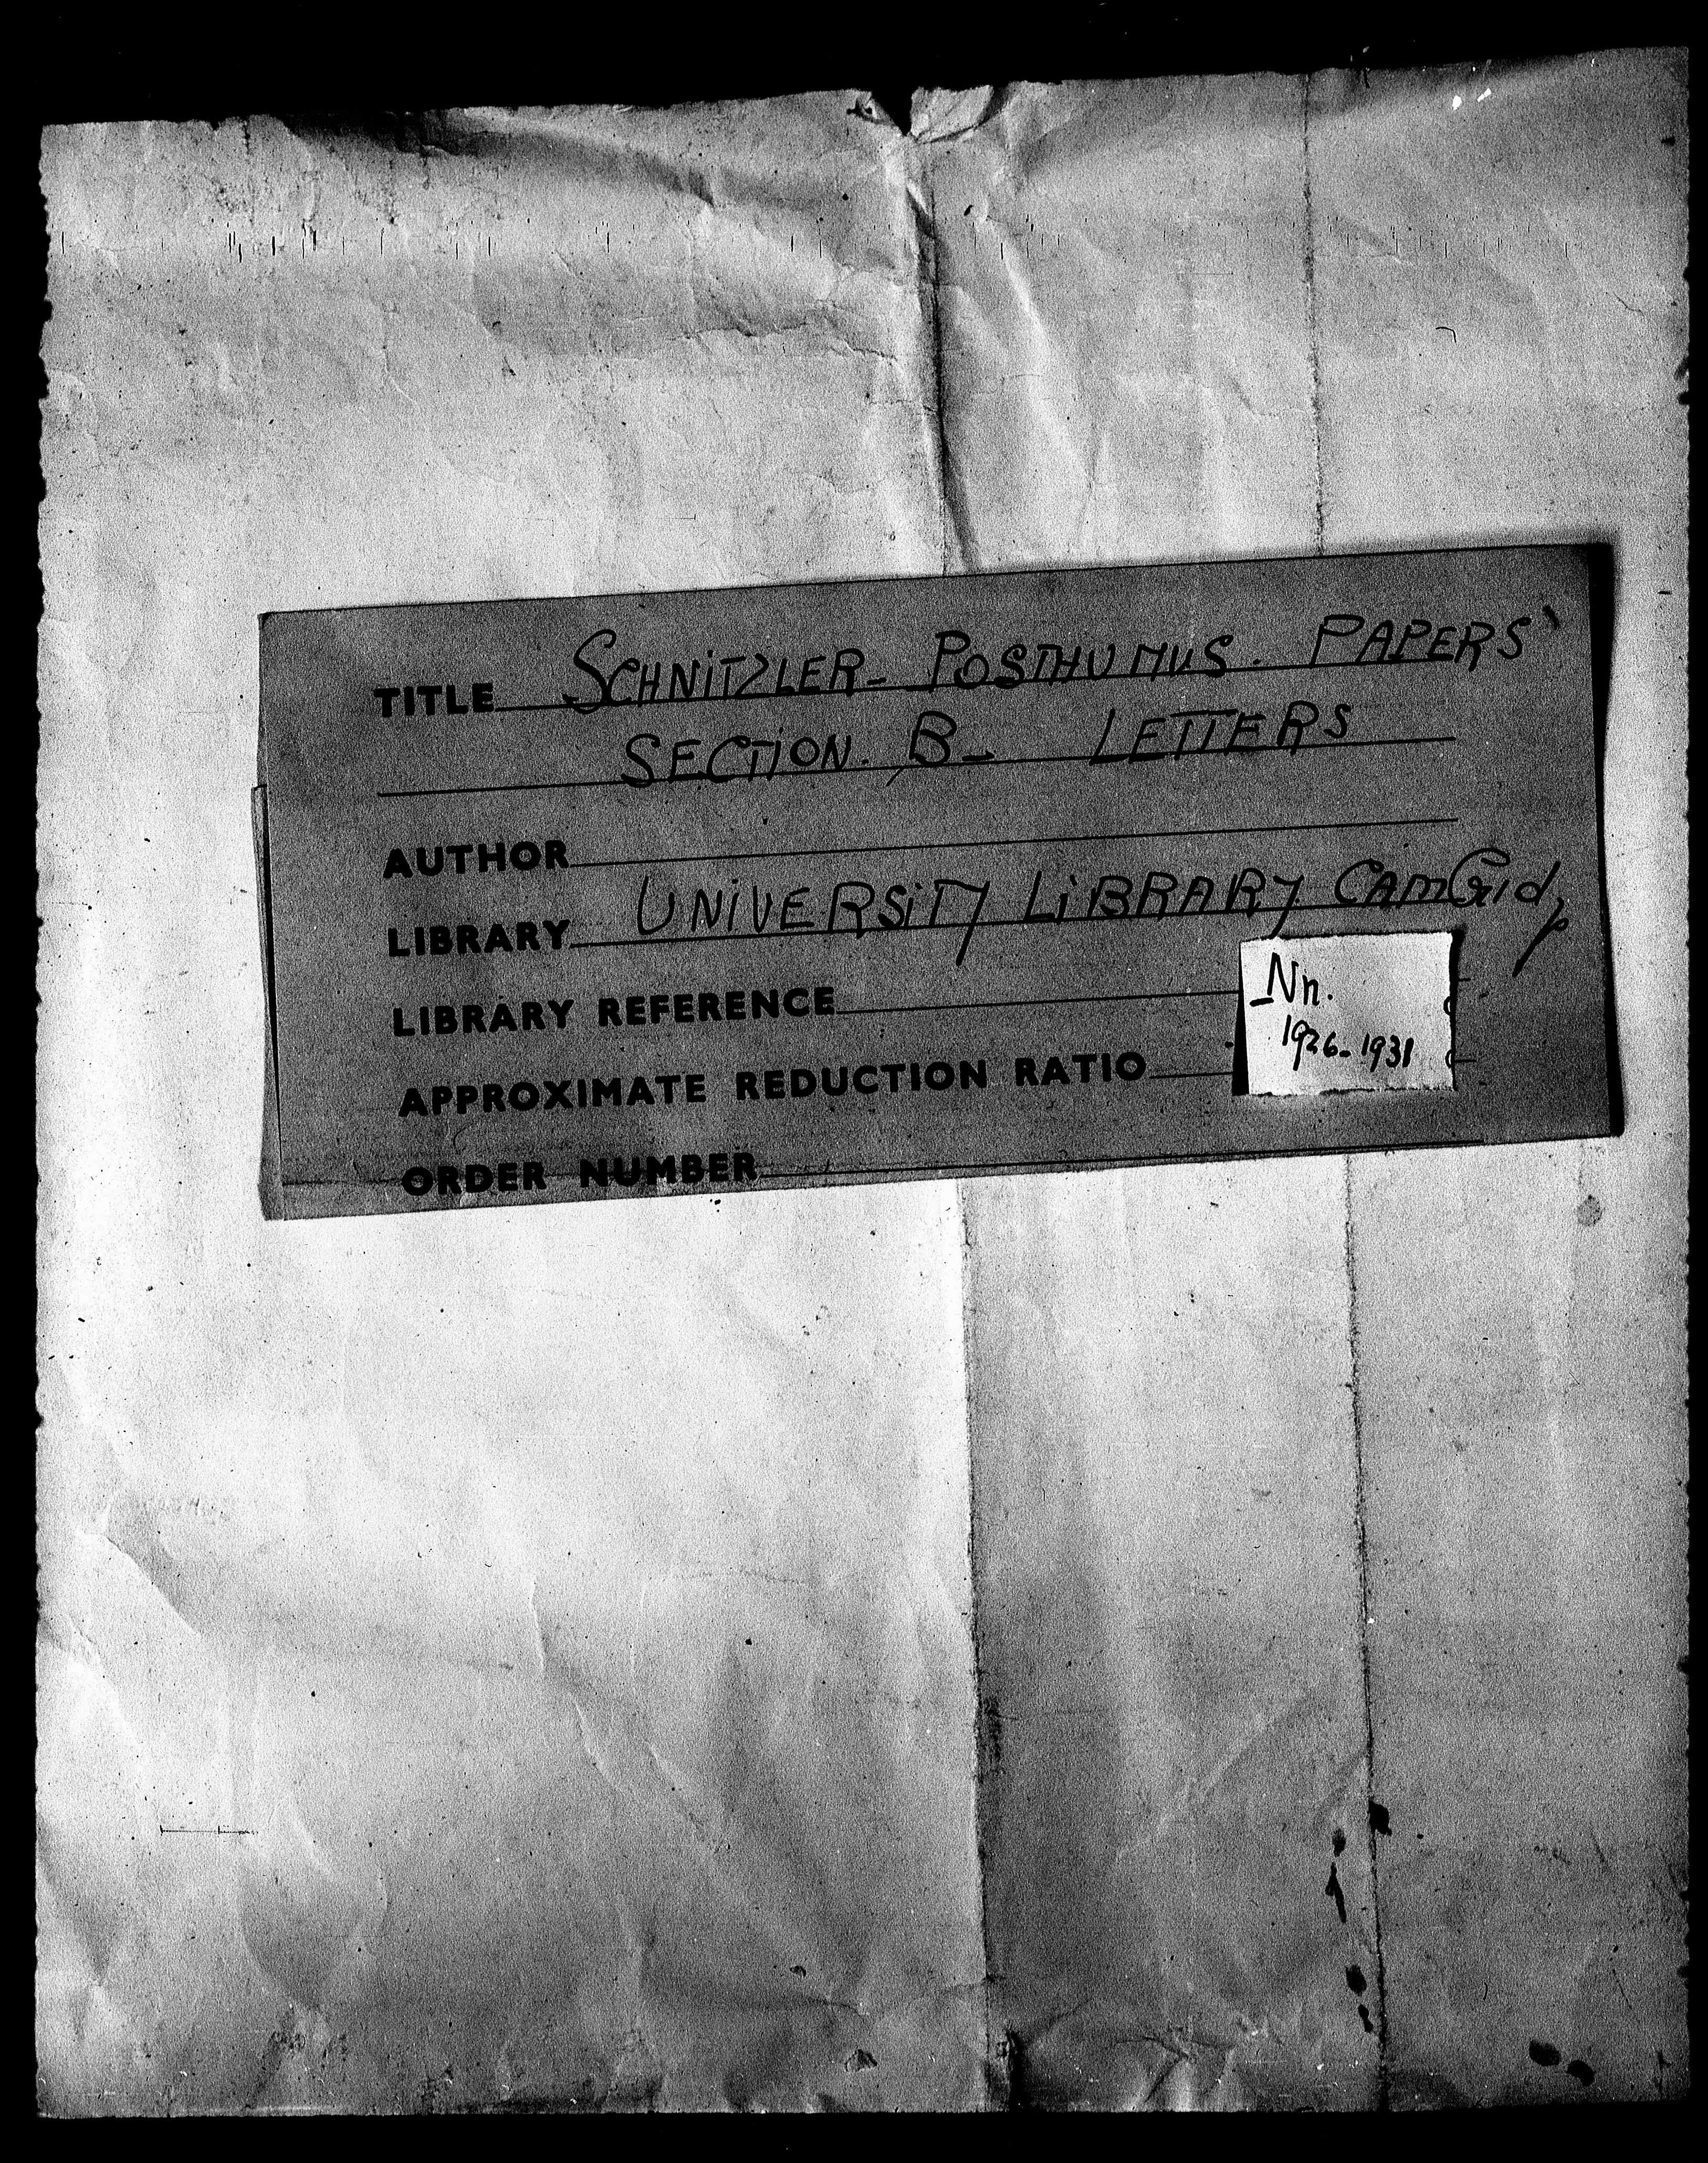 TITLE SCHNITZLER - POSTHUMUS. PAPERS
SECTION. B - LETTERS
AUTHOR
LIBRARY UNIVERSITY LIBRARY
LIBRARY REFERENCE
Nn.
1926-1931
APPROXIMATE REDUCTION RATIO
ORDER NUMBER